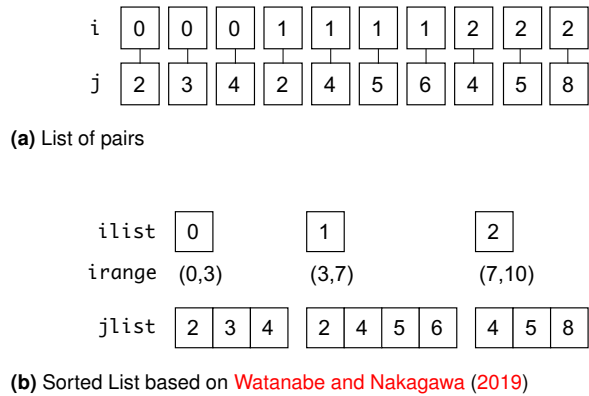 i 0 0 0 1 1 1 1 2 2 2
j 2 3 4 2 4 5 6 4 5 8
(a) List of pairs
ilist 0 1 2
irange (0,3) (3,7) (7,10)
jlist 2 3 4 2 4 5 6 4 5 8
(b) Sorted List based on Watanabe and Nakagawa (2019)